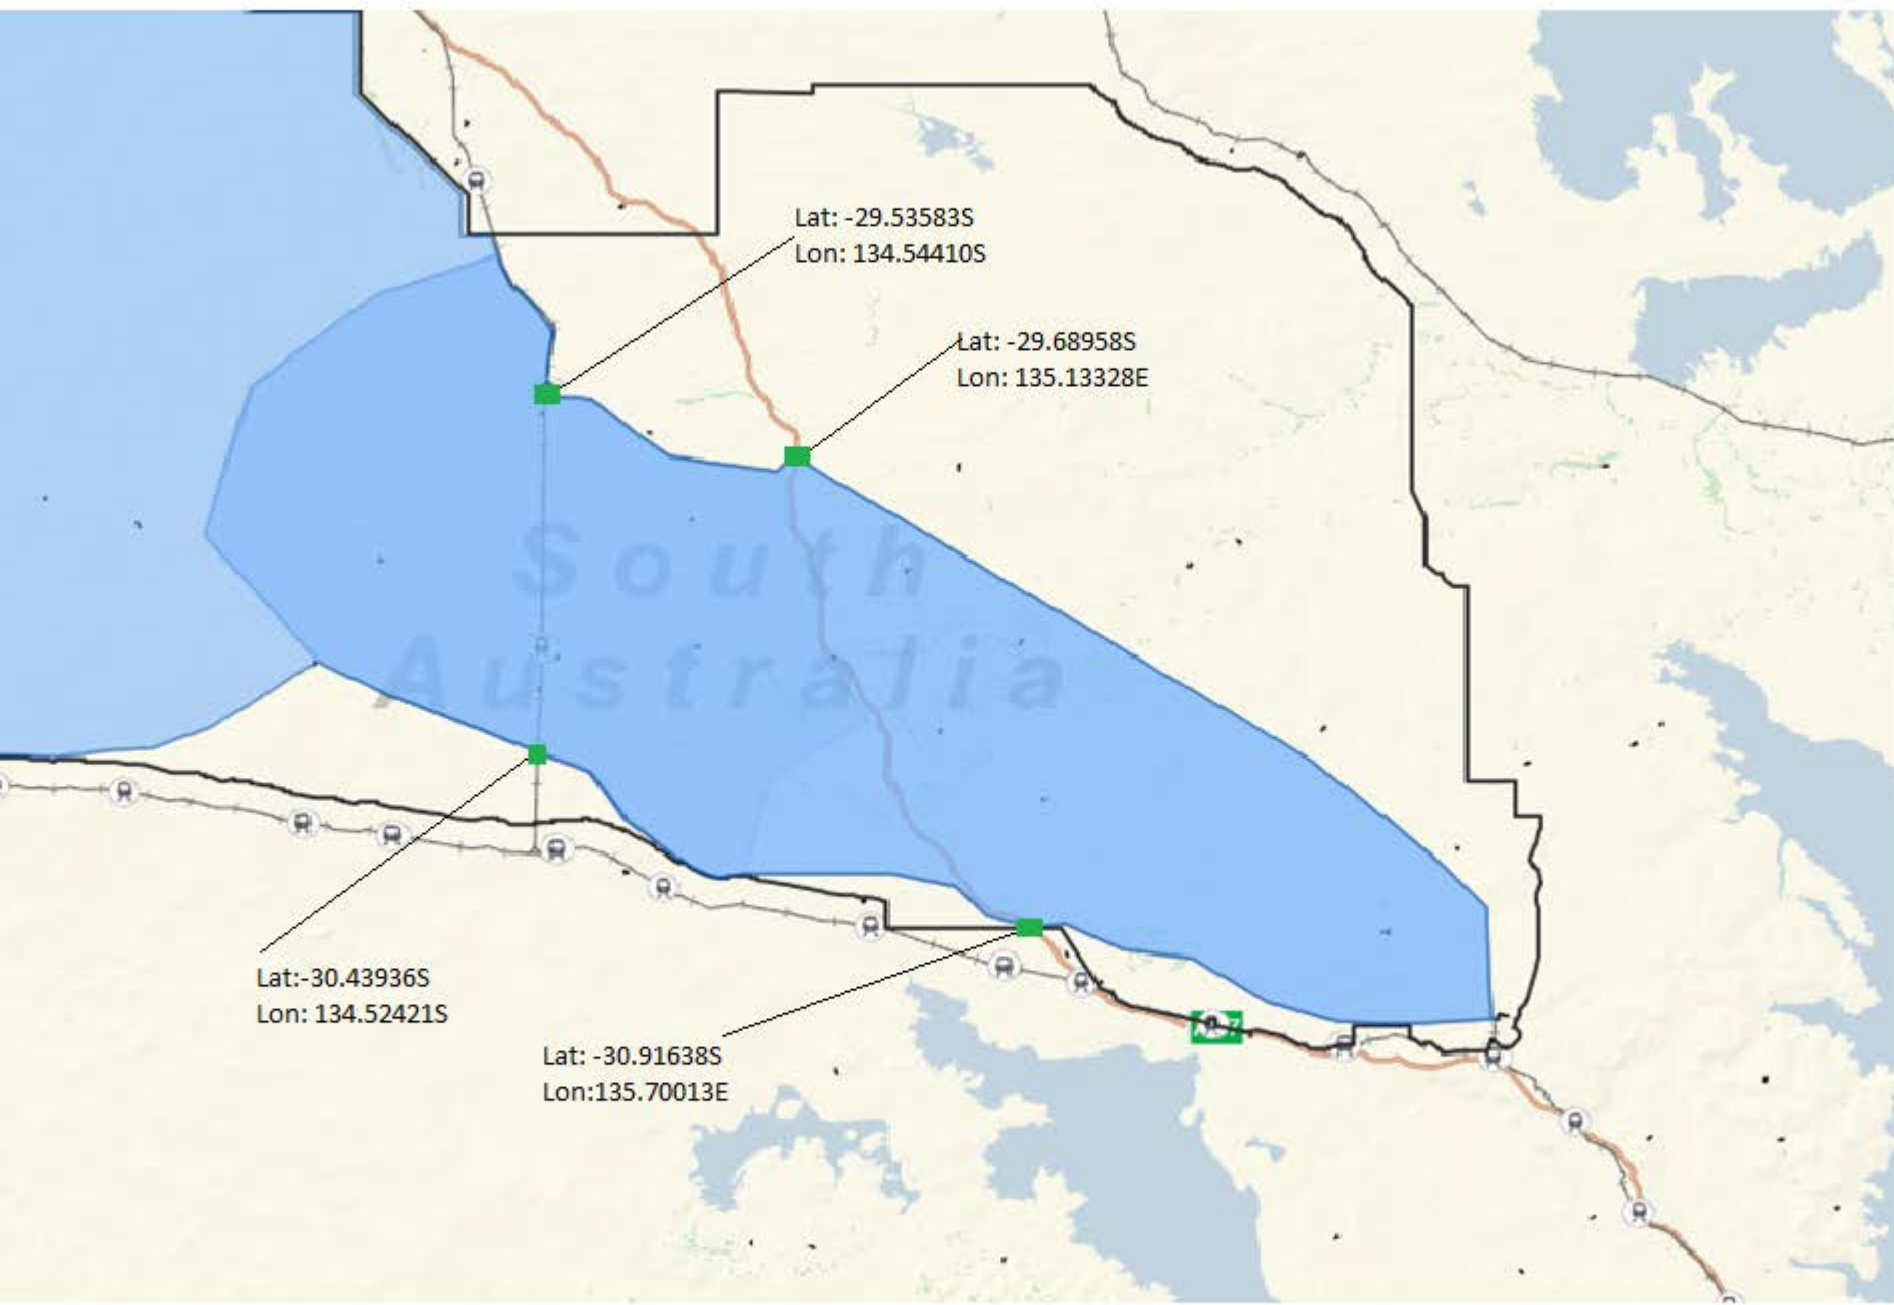 Lat: -29.53583S
Lon: 134.54410S
Lat: -29.68958S
Lon: 135.13328E
South
Australia
Lat:-30.43936S
Lon: 134.52421S
Lat: -30.91638S
Lon:135.70013E